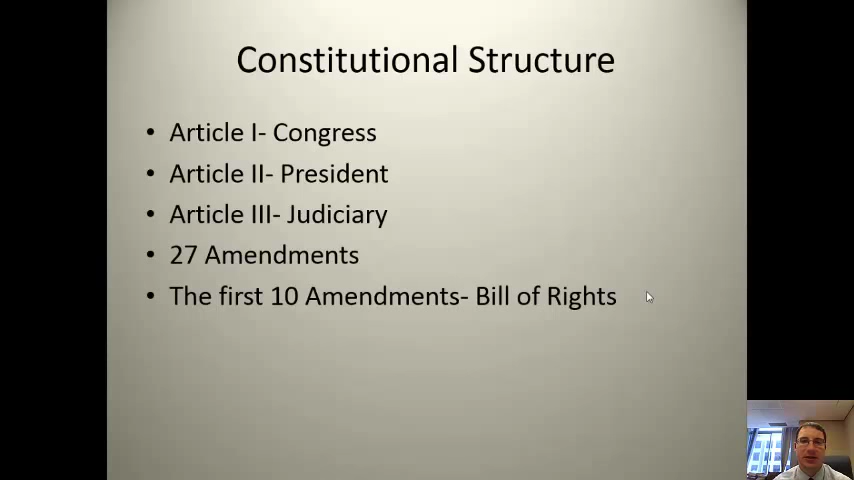 Constitutional Structure
• Article I- Congress
• Article II- President
• Article III- Judiciary
• 27 Amendments
• The first 10 Amendments- Bill of Rights